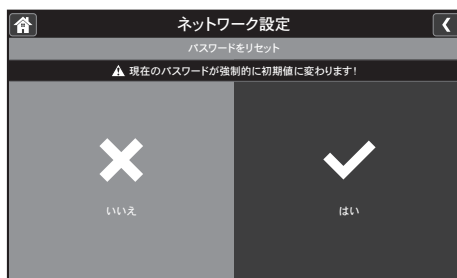 ネットワーク設定
パスワードをリセット
現在のパスワードが強制的に初期値に変わります!
いいえ
はい